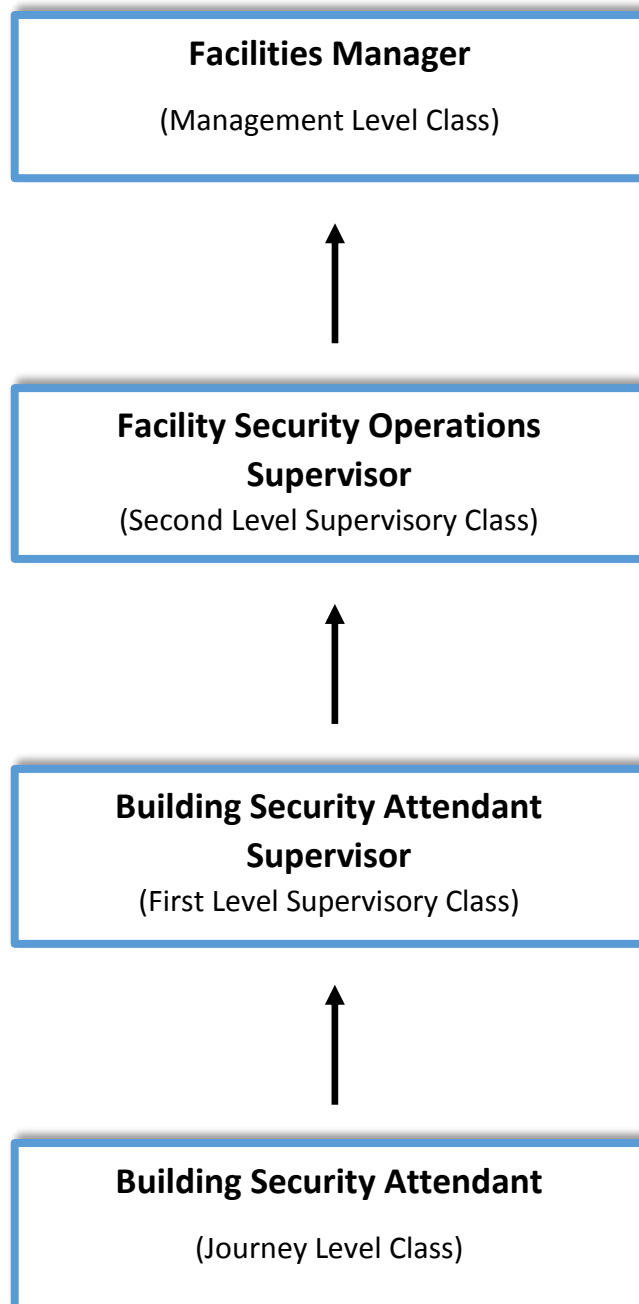 Facilities Manager
(Management Level Class)
Facility Security Operations
Supervisor
(Second Level Supervisory Class)
Building Security Attendant
Supervisor
(First Level Supervisory Class)
Building Security Attendant
(Journey Level Class)